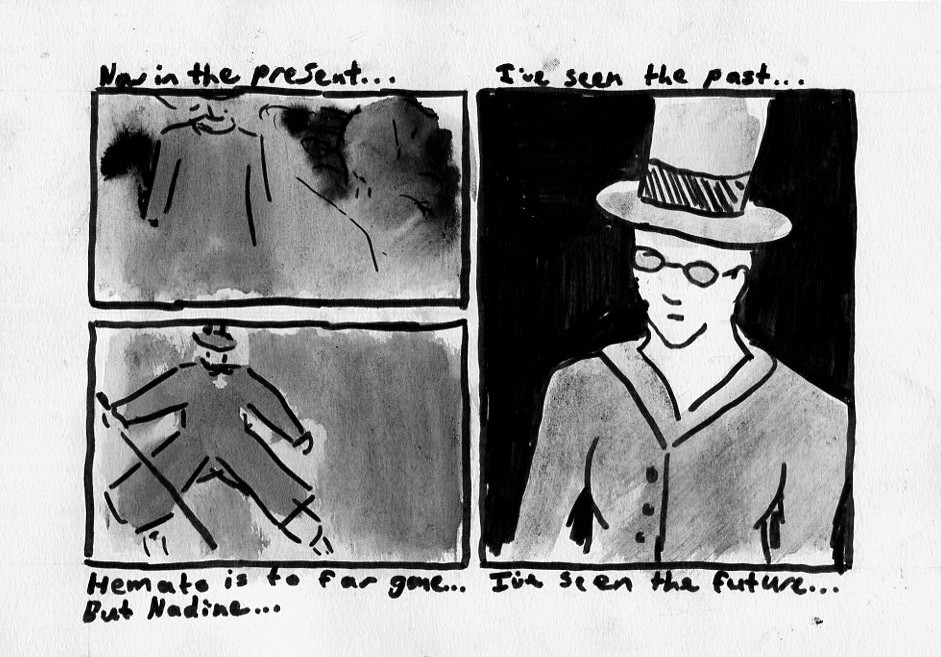 Now in the present...
Hemato is to far gone...
But Nadine...
I've seen the past...
I've seen the future...